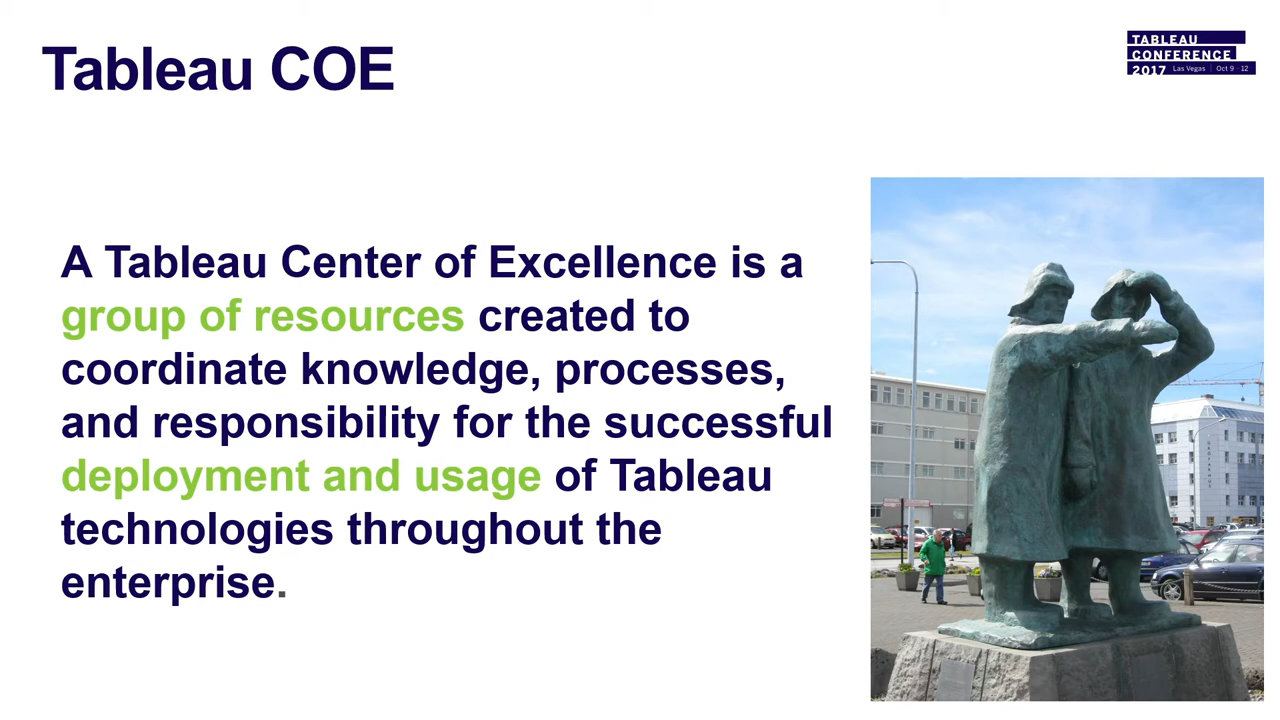 Tableau COE
TABLEAU
CONFERENCE
2017 Las Vegas | Oct 9 - 12
A Tableau Center of Excellence is a
group of resources created to
coordinate knowledge, processes,
and responsibility for the successful
deployment and usage of Tableau
technologies throughout the
enterprise.